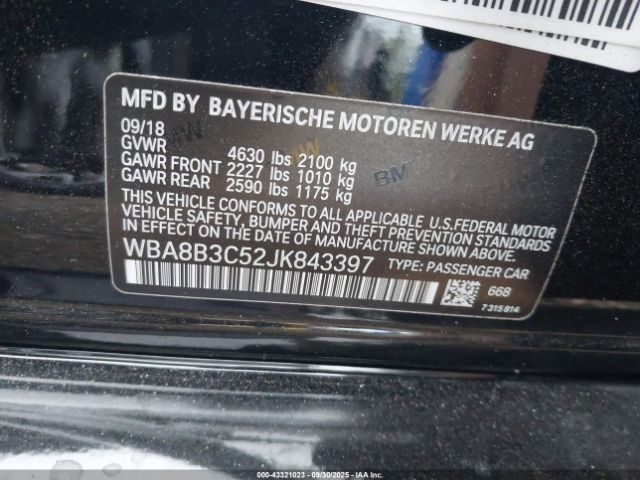 MFD BY BAYERISCHE MOTOREN WERKE AG
09/18
GVWR 4630 lbs 2100 kg
GAWR FRONT 2227 lbs 1010 kg
GAWR REAR 2590 lbs 1175 kg
THIS VEHICLE CONFORMS TO ALL APPLICABLE U.S.FEDERAL MOTOR
VEHICLE SAFETY, BUMPER AND THEFT PREVENTION STANDARDS
IN EFFECT ON THE DATE OF MANUFACTURE SHOWN ABOVE.
WBA8B3C52JK843397 TYPE: PASSENGER CAR
668
7315814
000-43321023 - 09/30/2025 - IAAI.COM